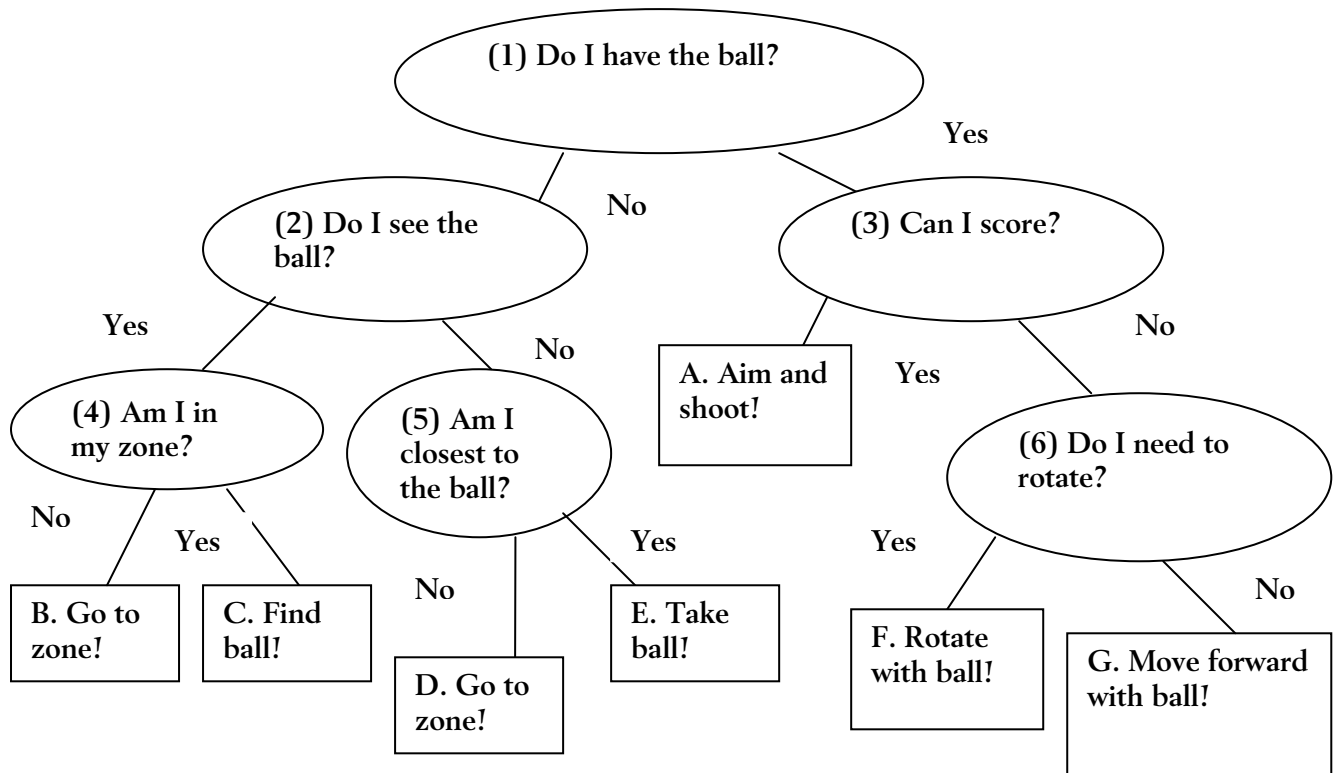 (1) Do I have the ball?
Yes
No
(2) Do I see the
ball?
(3) Can I score?
Yes
No
No
(4) Am I in
my zone?
(5) Am I
closest to
the ball?
A. Aim and
shoot!
Yes
(6) Do I need to
rotate?
No
Yes
No
Yes
Yes
No
B. Go to
zone!
C. Find
ball!
D. Go to
zone!
E. Take
ball!
F. Rotate
with ball!
G. Move forward
with ball!